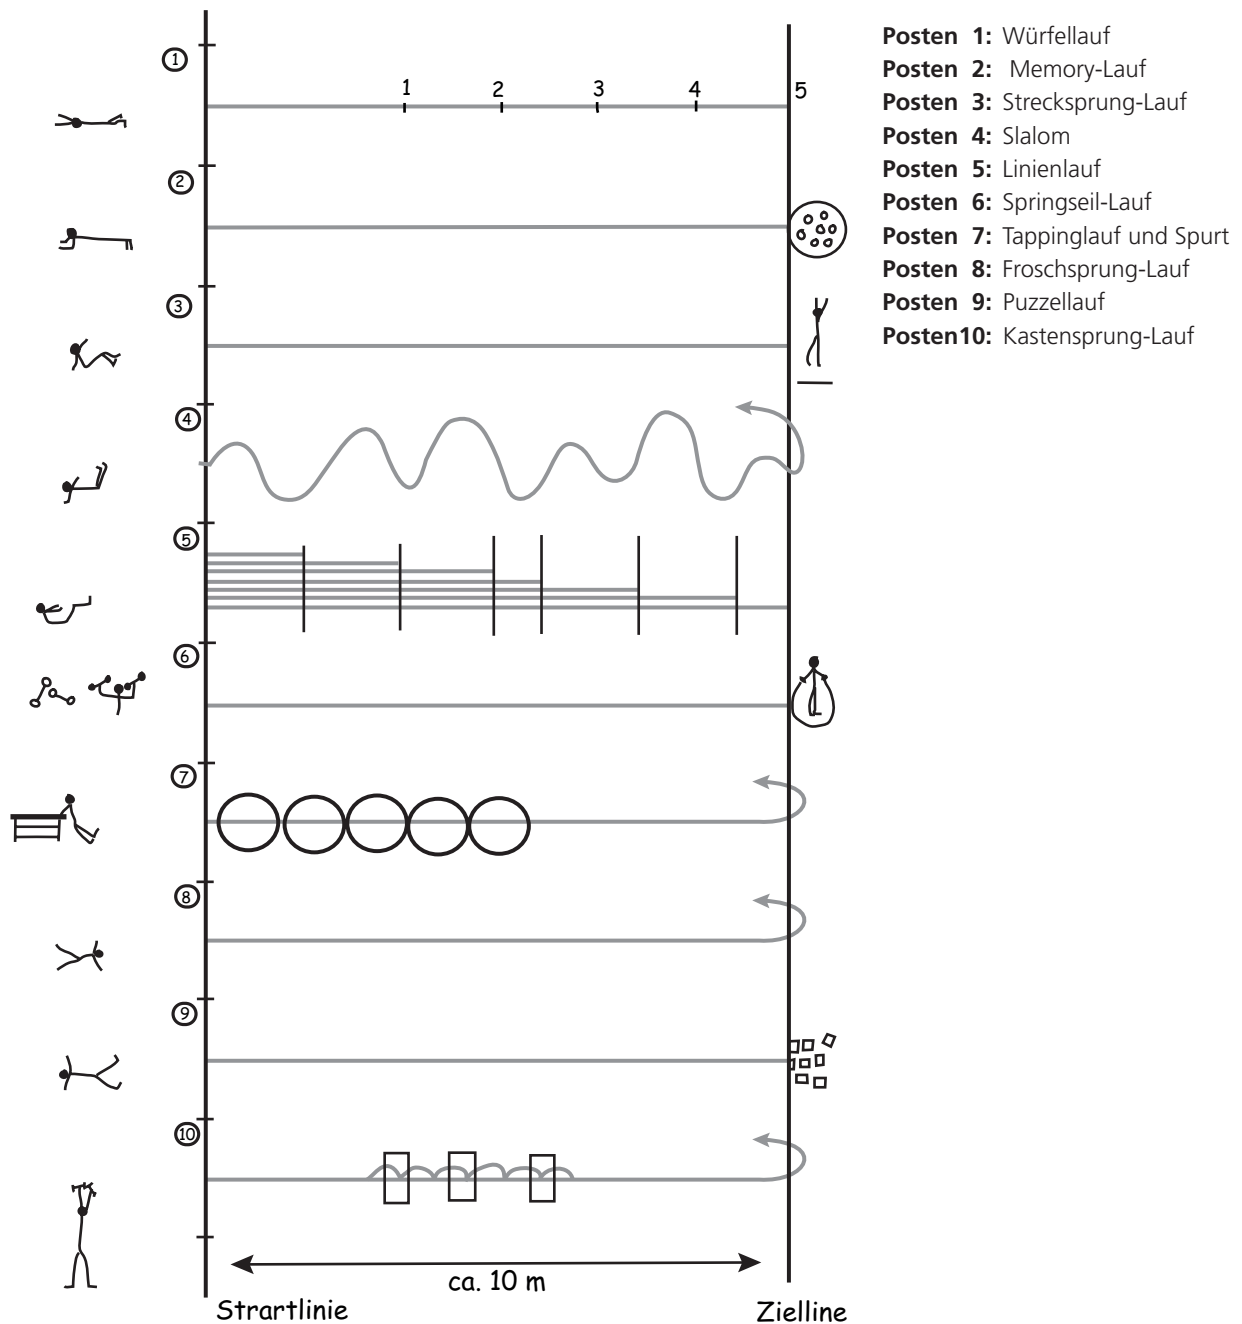 Posten 1: Würfellauf
Posten 2: Memory-Lauf
Posten 3: Strecksprung-Lauf
Posten 4: Slalom
Posten 5: Linienlauf
Posten 6: Springseil-Lauf
Posten 7: Tappinglauf und Spurt
Posten 8: Froschsprung-Lauf
Posten 9: Puzzellauf
Posten10: Kastensprung-Lauf
1
1 2 3 4 5
2
3
4
5
6
7
8
9
10
ca. 10 m
Strartlinie Zielline